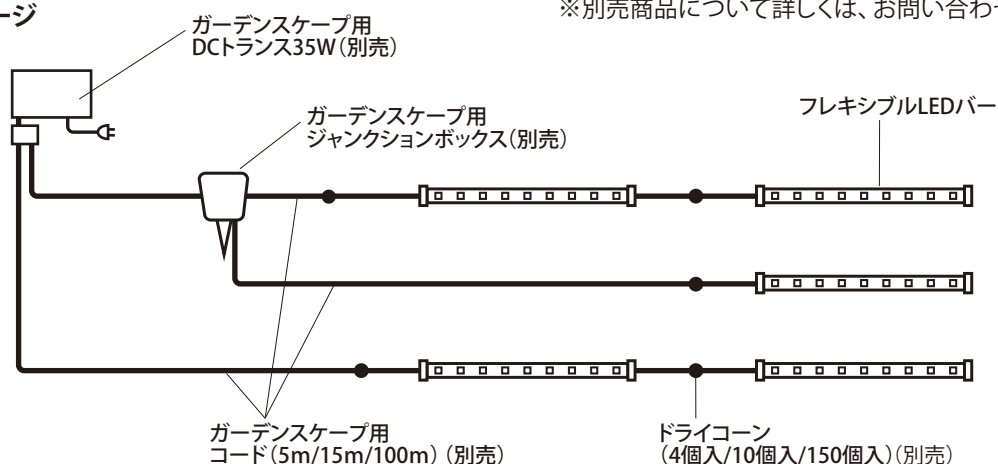 ージ
※別売商品について詳しくは、お問い合わ
ガーデンスケープ用
DCトランス35W(別売)
ガーデンスケープ用
ジャンクションボックス(別売)
フレキシブルLEDバー
ガーデンスケープ用
コード(5m/15m/100m) (別売)
ドライコーン
(4個入/10個入/150個入)(別売)